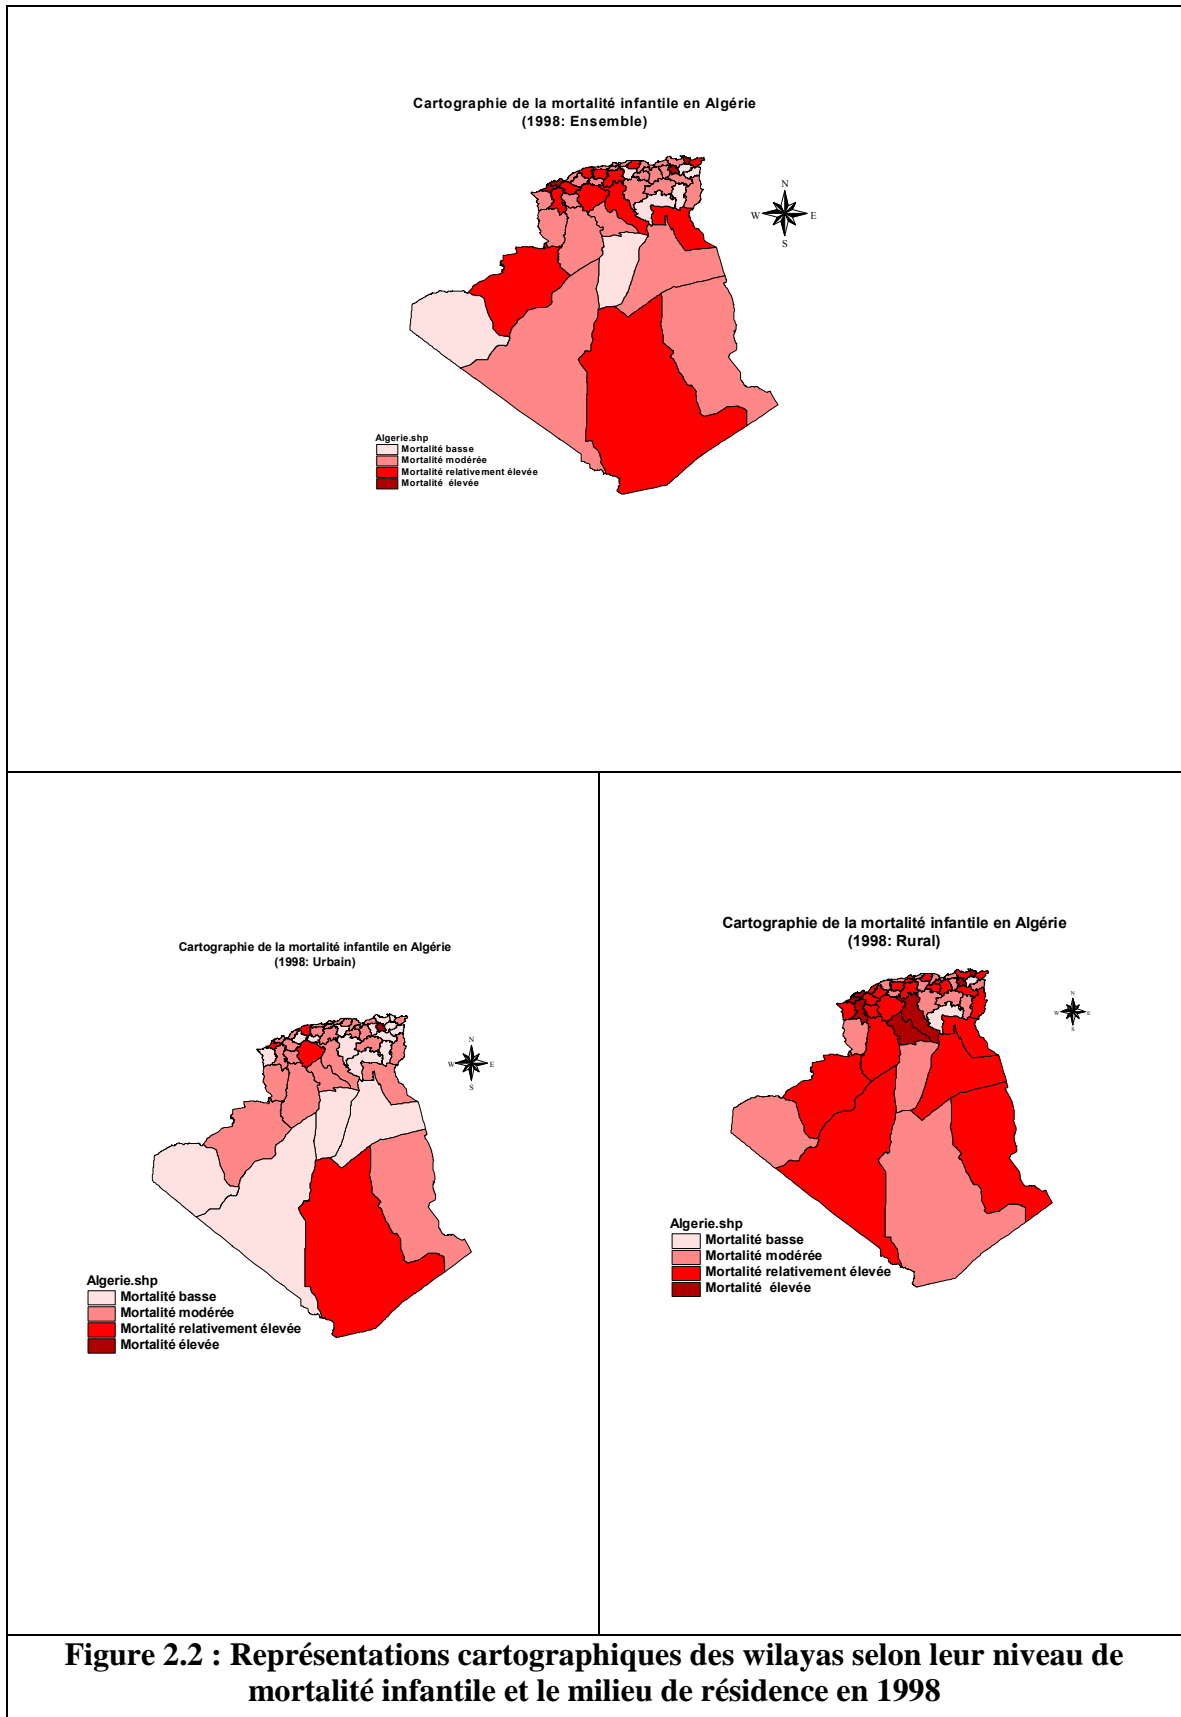 Cartographie de la mortalité infantile en Algérie
(1998: Ensemble)
N
W E
S
Algerie.shp
Mortalité basse
Mortalité modérée
Mortalité relativement élevée
Mortalité élevée
Cartographie de la mortalité infantile en Algérie
(1998: Urbain)
N
W E
S
Algerie.shp
Mortalité basse
Mortalité modérée
Mortalité relativement élevée
Mortalité élevée
Cartographie de la mortalité infantile en Algérie
(1998: Rural)
N
W E
S
Algerie.shp
Mortalité basse
Mortalité modérée
Mortalité relativement élevée
Mortalité élevée
Figure 2.2 : Représentations cartographiques des wilayas selon leur niveau de
mortalité infantile et le milieu de résidence en 1998